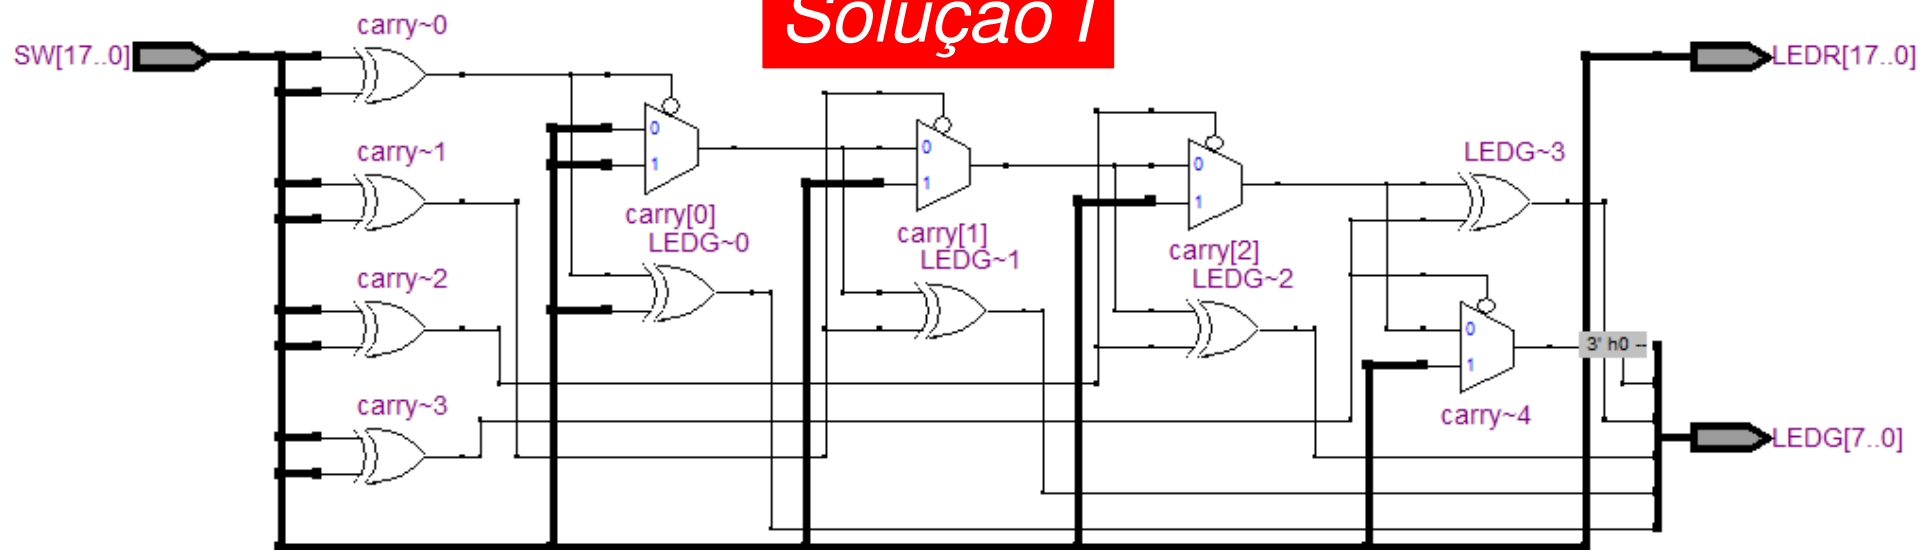 Solução I
carry~0
SW[17..0]
LEDR[17..0]
0
1
carry~1
0
1
0
1
LEDG~3
carry[0]
LEDG~0
carry[1]
LEDG~1
carry[2]
LEDG~2
carry~2
0
1
3' h0 --
carry~3
carry~4
LEDG[7..0]